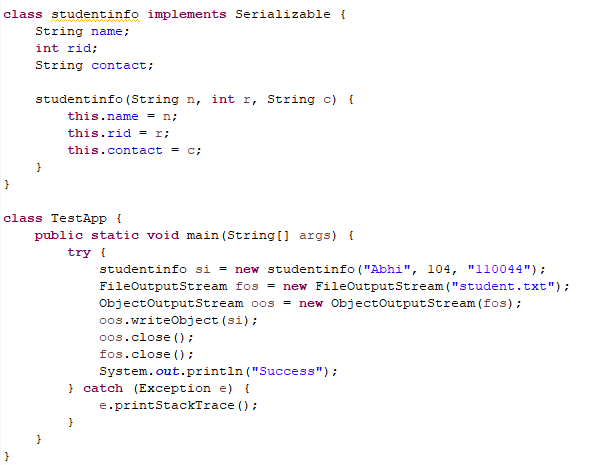 class studentinfo implements Serializable {
    String name;
    int rid;
    String contact;

    studentinfo(String n, int r, String c) {
        this.name = n;
        this.rid = r;
        this.contact = c;
    }
}

class TestApp {
    public static void main(String[] args) {
        try {
            studentinfo si = new studentinfo("Abhi", 104, "110044");
            FileOutputStream fos = new FileOutputStream("student.txt");
            ObjectOutputStream oos = new ObjectOutputStream(fos);
            oos.writeObject(si);
            oos.close();
            fos.close();
            System.out.println("Success");
        } catch (Exception e) {
            e.printStackTrace();
        }
    }
}